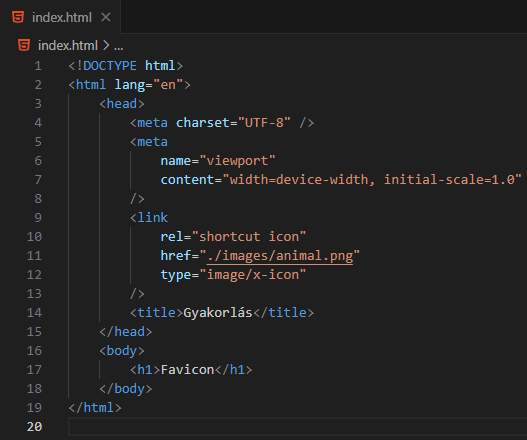 index.html
index.html > ...
1 <!DOCTYPE html>
2 <html lang="en">
3     <head>
4         <meta charset="UTF-8" />
5         <meta
6             name="viewport"
7             content="width=device-width, initial-scale=1.0"
8         />
9         <link
10             rel="shortcut icon"
11             href="./images/animal.png"
12             type="image/x-icon"
13         />
14         <title>Gyakorlás</title>
15     </head>
16     <body>
17         <h1>Favicon</h1>
18     </body>
19 </html>
20